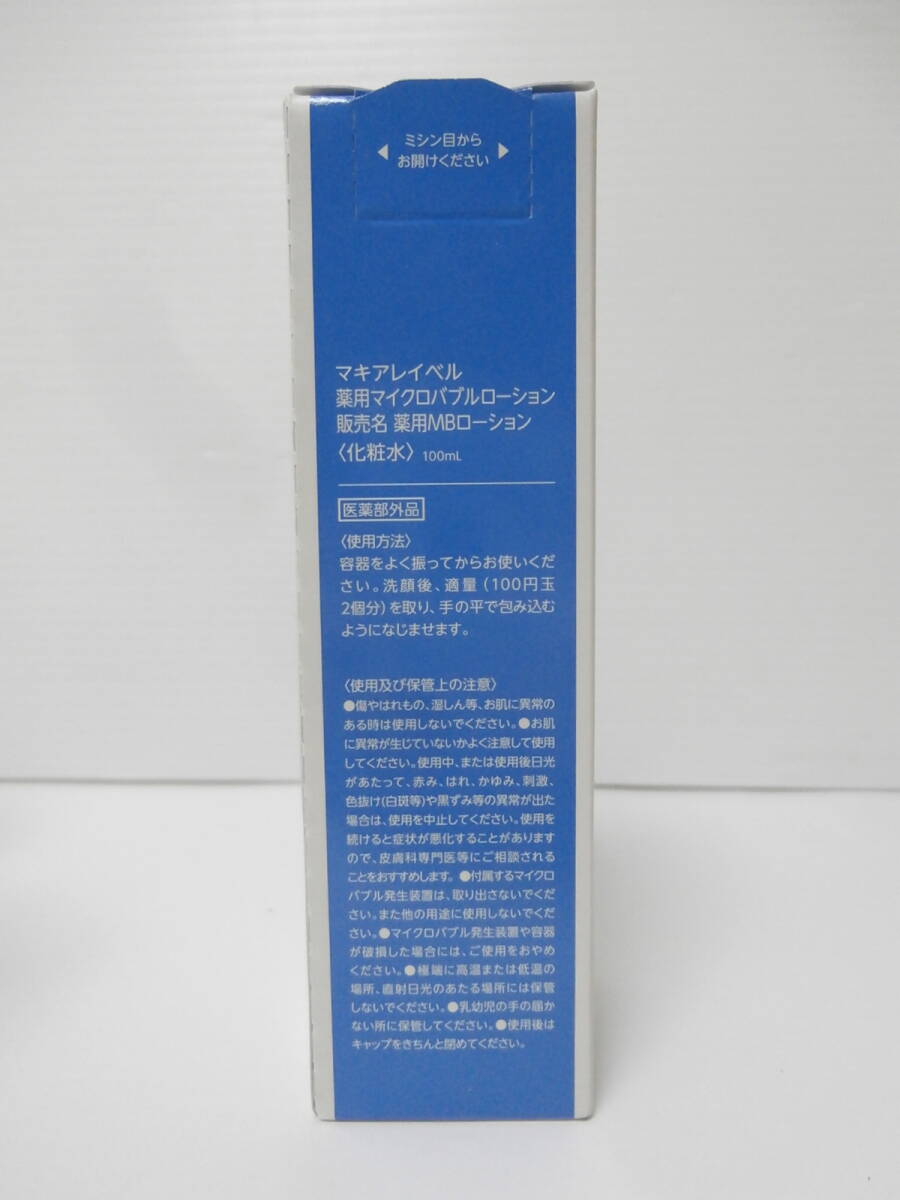 ミシン目から
お開けください
マキアレイベル
薬用マイクロバブルローション
販売名 薬用MBローション
〈化粧水〉 100mL
医薬部外品
〈使用方法〉
容器をよく振ってからお使いくだ
さい。洗顔後、適量(100円玉
2個分)を取り、手の平で包み込む
ようになじませます。
〈使用及び保管上の注意〉
●傷やはれもの、湿しん等、お肌に異常の
ある時は使用しないでください。●お肌
に異常が生じていないかよく注意して使用
してください。使用中、または使用後日光
があたって、赤み、はれ、かゆみ、刺激、
色抜け(白斑等)や黒ずみ等の異常が出た
場合は、使用を中止してください。使用を
続けると症状が悪化することがあります
ので、皮膚科専門医等にご相談される
ことをおすすめします。●付属するマイクロ
バブル発生装置は、取り出さないでくだ
さい。また他の用途に使用しないでくだ
さい。●マイクロバブル発生装置や容器
が破損した場合には、ご使用をおやめ
ください。●極端に高温または低温の
場所、直射日光のあたる場所には保管
しないでください。●乳幼児の手の届か
ない所に保管してください。●使用後は
キャップをきちんと閉めてください。